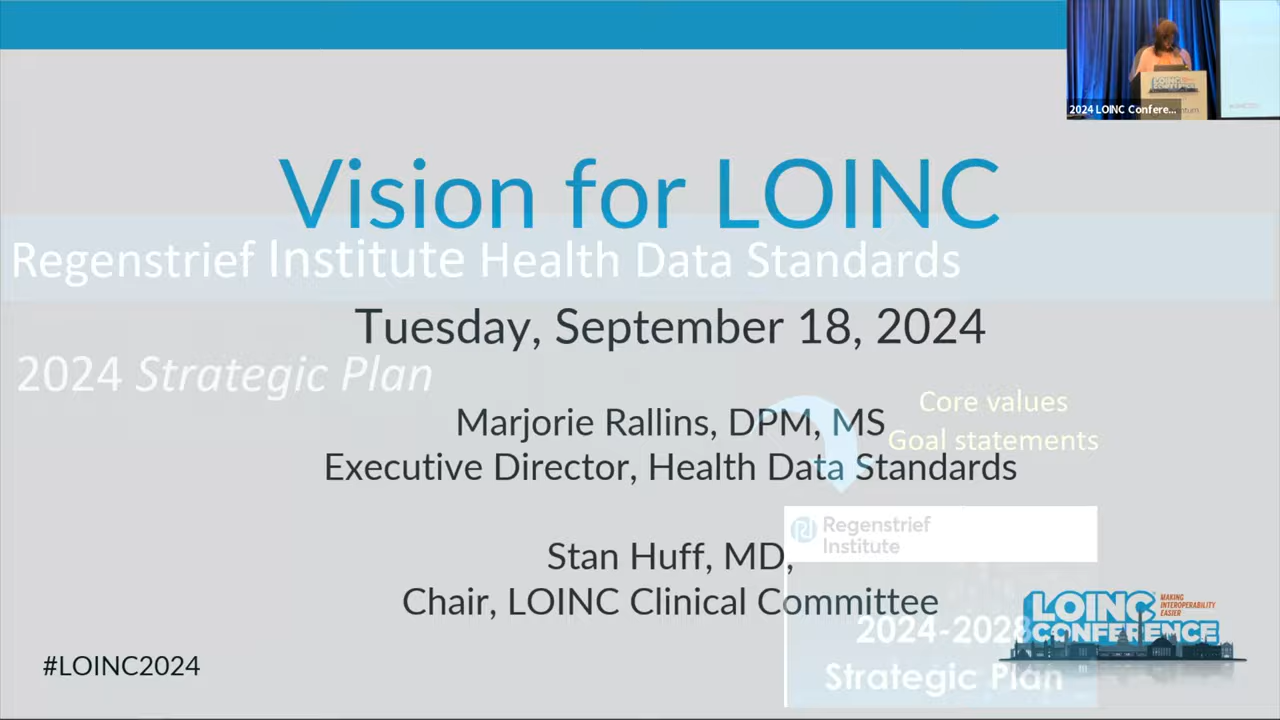 2024 LOINC Confere...
Vision for LOINC
Regenstrief Institute Health Data Standards
Tuesday, September 18, 2024
2024 Strategic Plan
Core values
Goal statements
Marjorie Rallins, DPM, MS
Executive Director, Health Data Standards
Regenstrief
Institute
Stan Huff, MD,
Chair, LOINC Clinical Committee
2024-2028
Strategic Plan
LOINC
CONFERENCE
MAKING
INTEROPERABILITY
EASIER
#LOINC2024